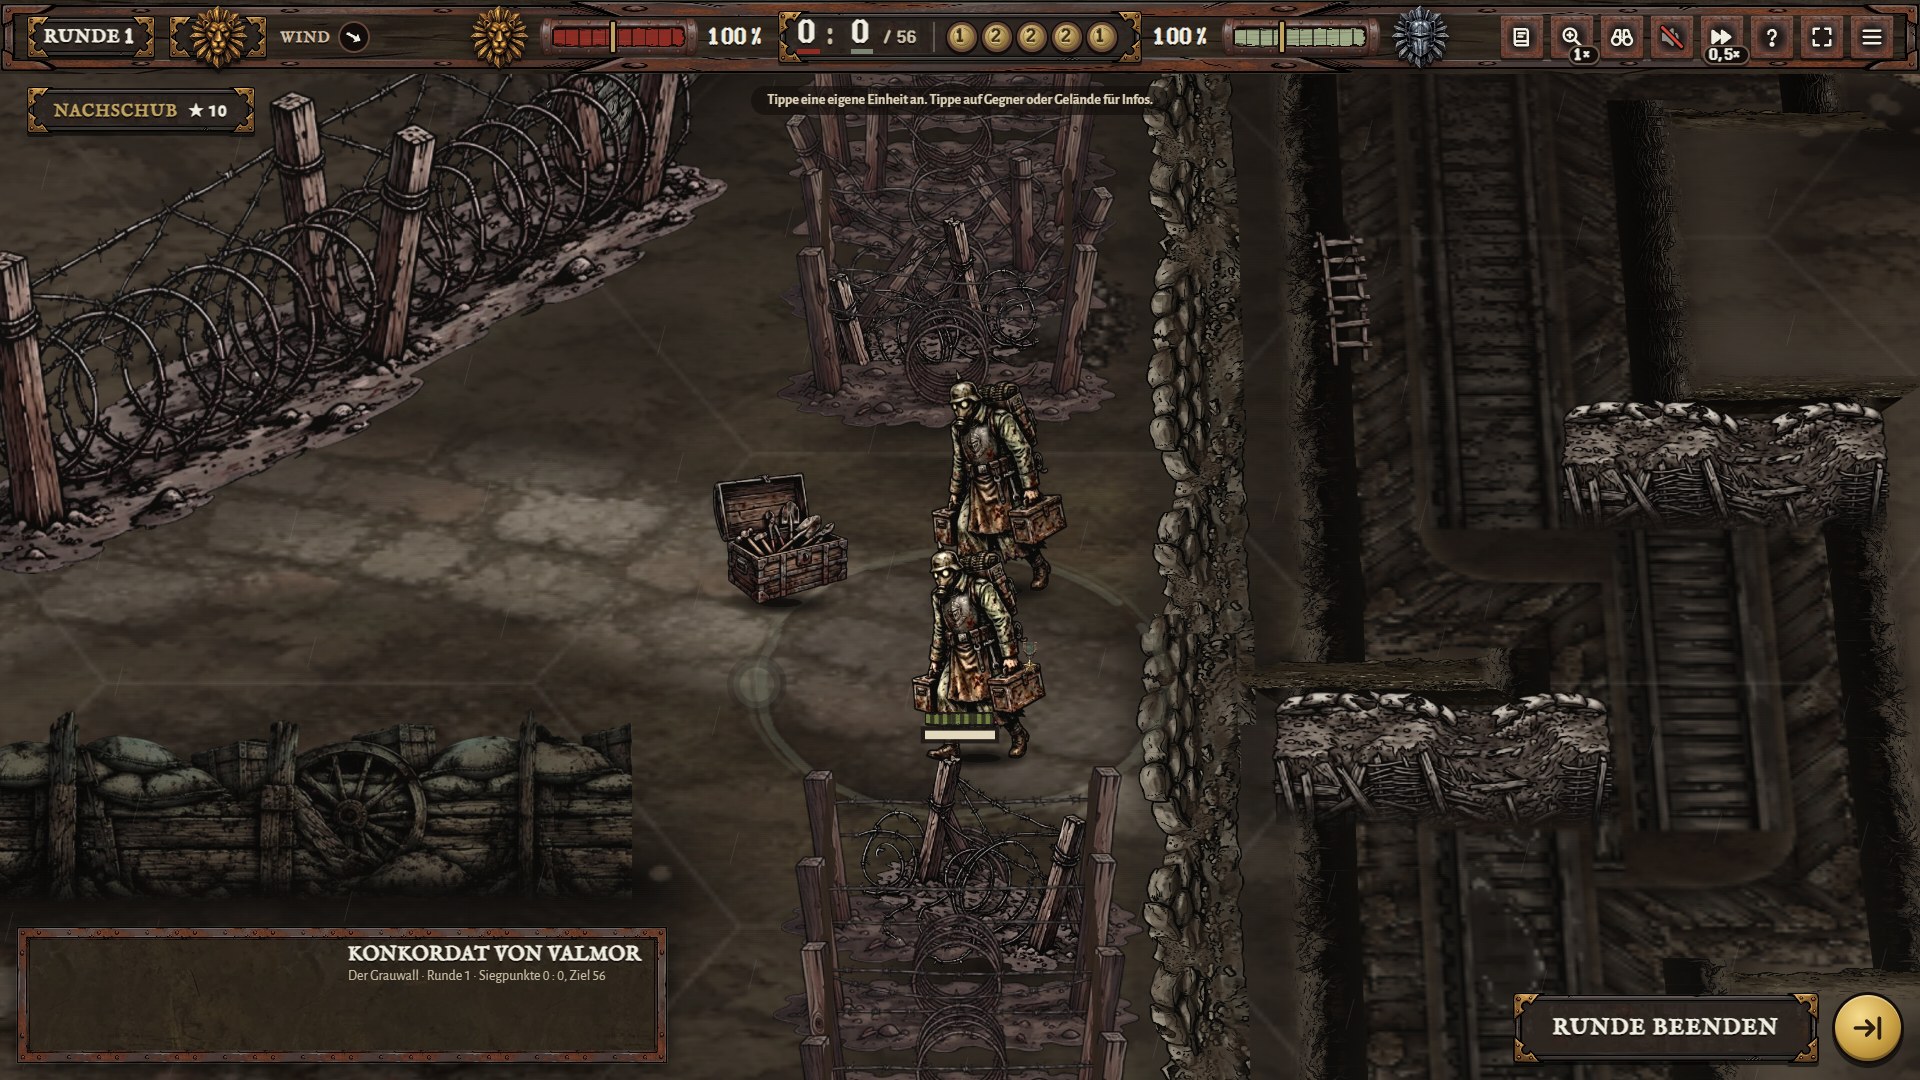 RUNDE 1
WIND
100 %
0 : 0 / 56
1 2 2 2 1
100 %
1×
0,5×
?
NACHSCHUB ★ 10
Tippe eine eigene Einheit an. Tippe auf Gegner oder Gelände für Infos.
KONKORDAT VON VALMOR
Der Grauwall · Runde 1 · Siegpunkte 0 : 0, Ziel 56
RUNDE BEENDEN